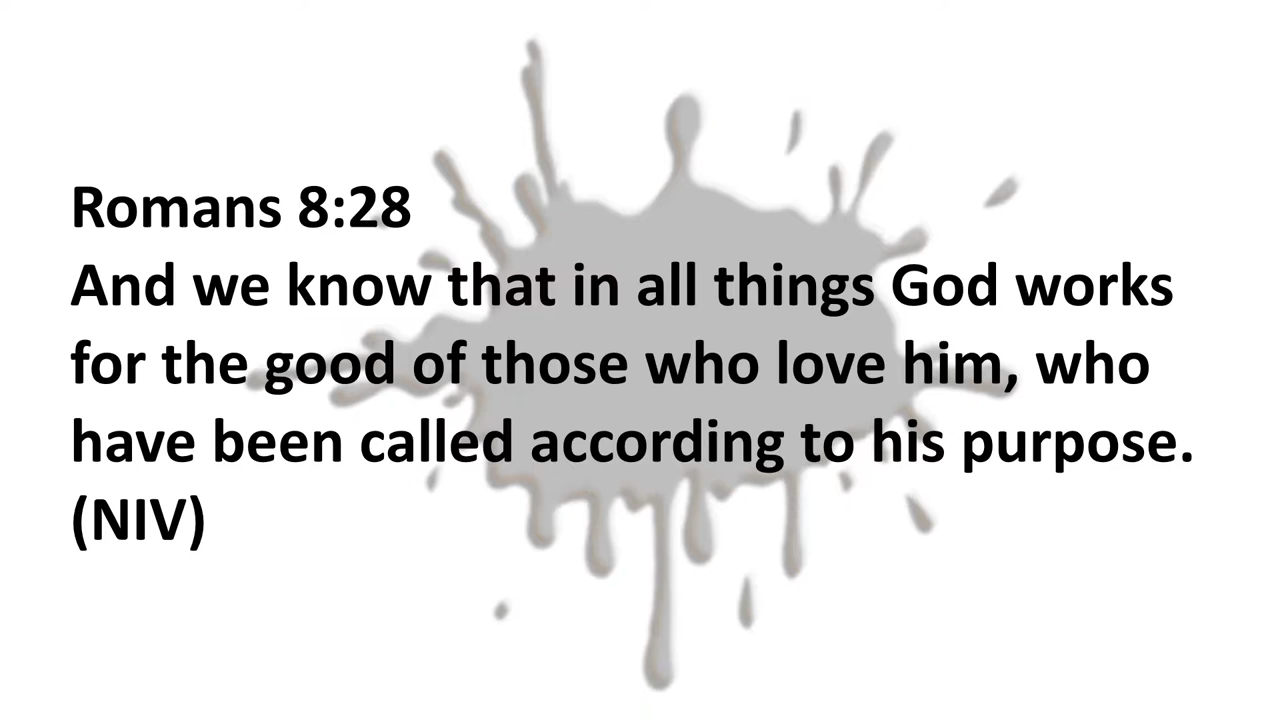 Romans 8:28
And we know that in all things God works
for the good of those who love him, who
have been called according to his purpose.
(NIV)